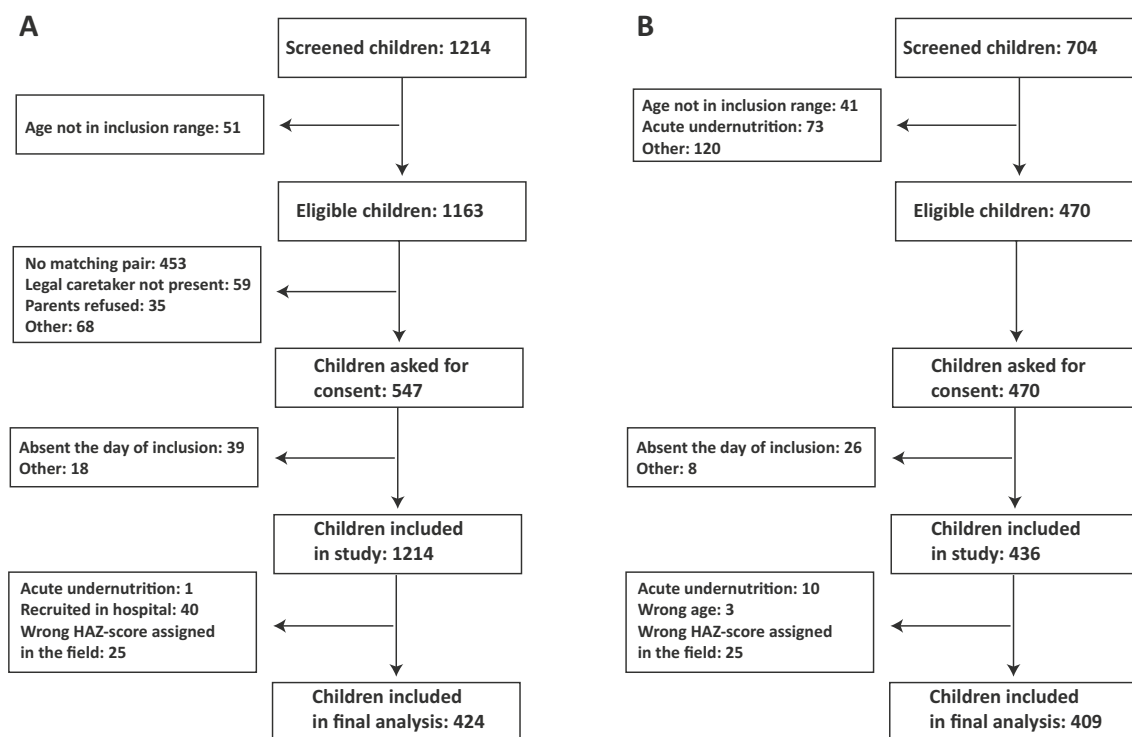 A
Screened children: 1214
Age not in inclusion range: 51
Eligible children: 1163
No matching pair: 453
Legal caretaker not present: 59
Parents refused: 35
Other: 68
Children asked for
consent: 547
Absent the day of inclusion: 39
Other: 18
Children included
in study: 1214
Acute undernutrition: 1
Recruited in hospital: 40
Wrong HAZ-score assigned
in the field: 25
Children included
in final analysis: 424
B
Screened children: 704
Age not in inclusion range: 41
Acute undernutrition: 73
Other: 120
Eligible children: 470
Children asked for
consent: 470
Absent the day of inclusion: 26
Other: 8
Children included
in study: 436
Acute undernutrition: 10
Wrong age: 3
Wrong HAZ-score assigned
in the field: 25
Children included
in final analysis: 409